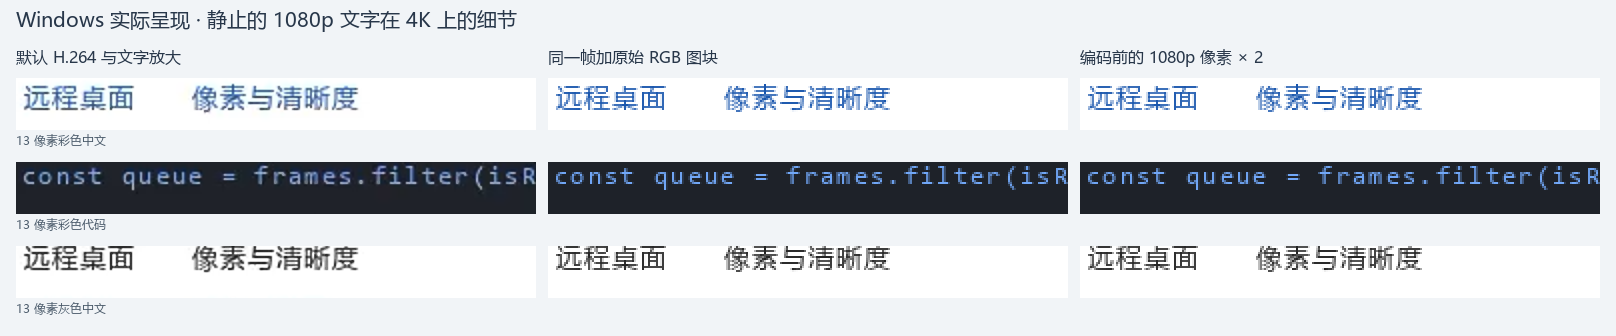 Windows 实际呈现 · 静止的 1080p 文字在 4K 上的细节
默认 H.264 与文字放大 同一帧加原始 RGB 图块 编码前的 1080p 像素 × 2
远程桌面 像素与清晰度 远程桌面 像素与清晰度 远程桌面 像素与清晰度
13 像素彩色中文
const queue = frames.filter(isR const queue = frames.filter(isR const queue = frames.filter(isR
13 像素彩色代码
远程桌面 像素与清晰度 远程桌面 像素与清晰度 远程桌面 像素与清晰度
13 像素灰色中文